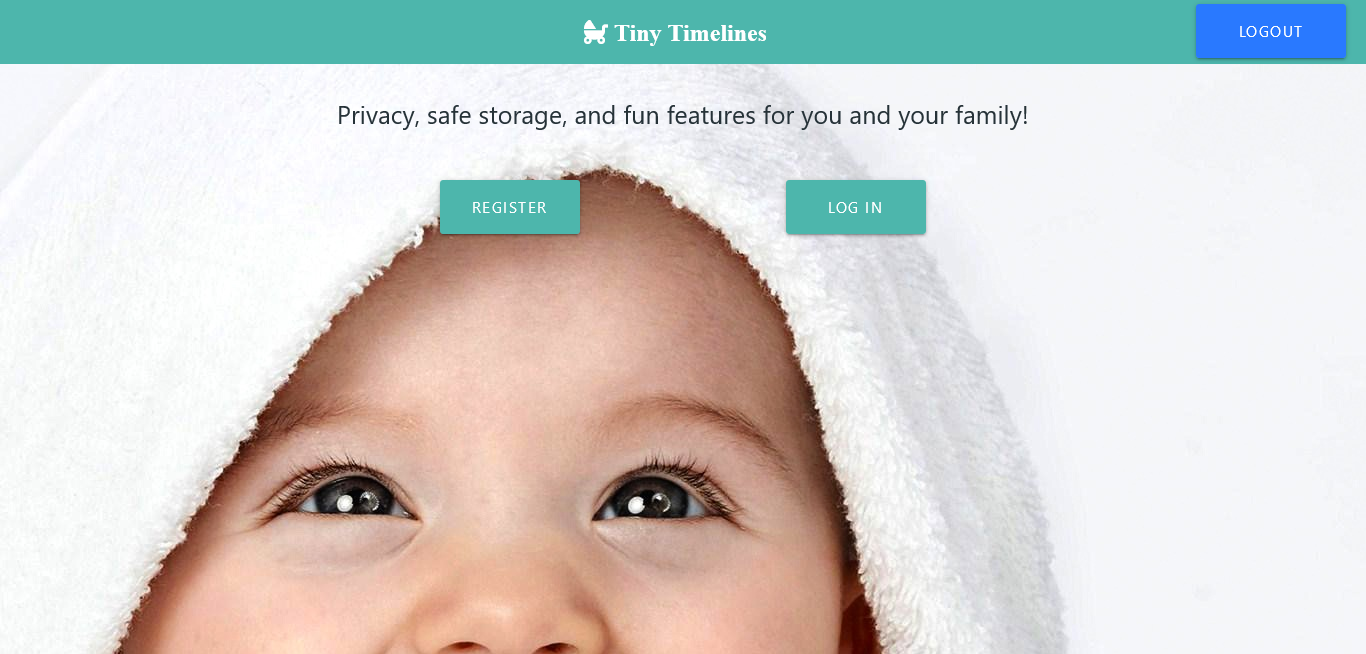 Tiny Timelines
LOGOUT
Privacy, safe storage, and fun features for you and your family!
REGISTER
LOG IN